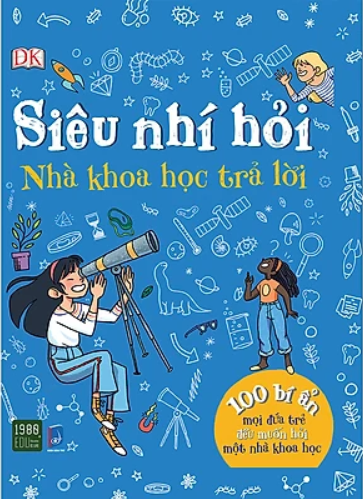 DK
Siêu nhí hỏi
Nhà khoa học trả lời
100 bí ẩn
mọi đứa trẻ
đều muốn hỏi
một nhà khoa học
1980
EDU